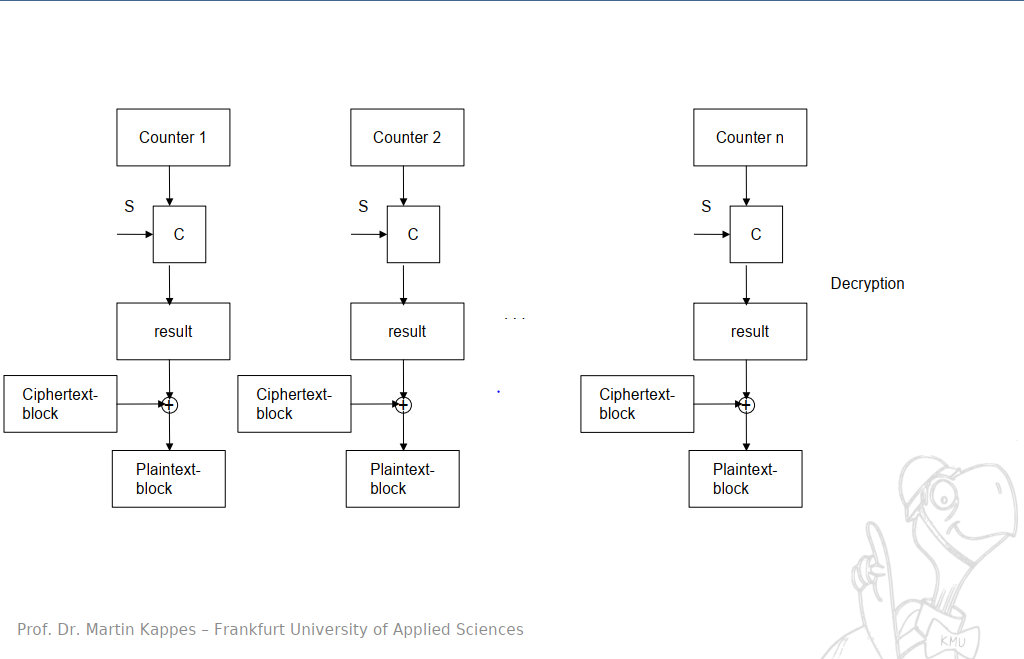 Counter 1
Counter 2
Counter n
S
S
S
C
C
C
Decryption
result
result
. . .
result
Ciphertext-
block
Ciphertext-
block
Ciphertext-
block
+
+
+
Plaintext-
block
Plaintext-
block
Plaintext-
block
Prof. Dr. Martin Kappes – Frankfurt University of Applied Sciences
KMU